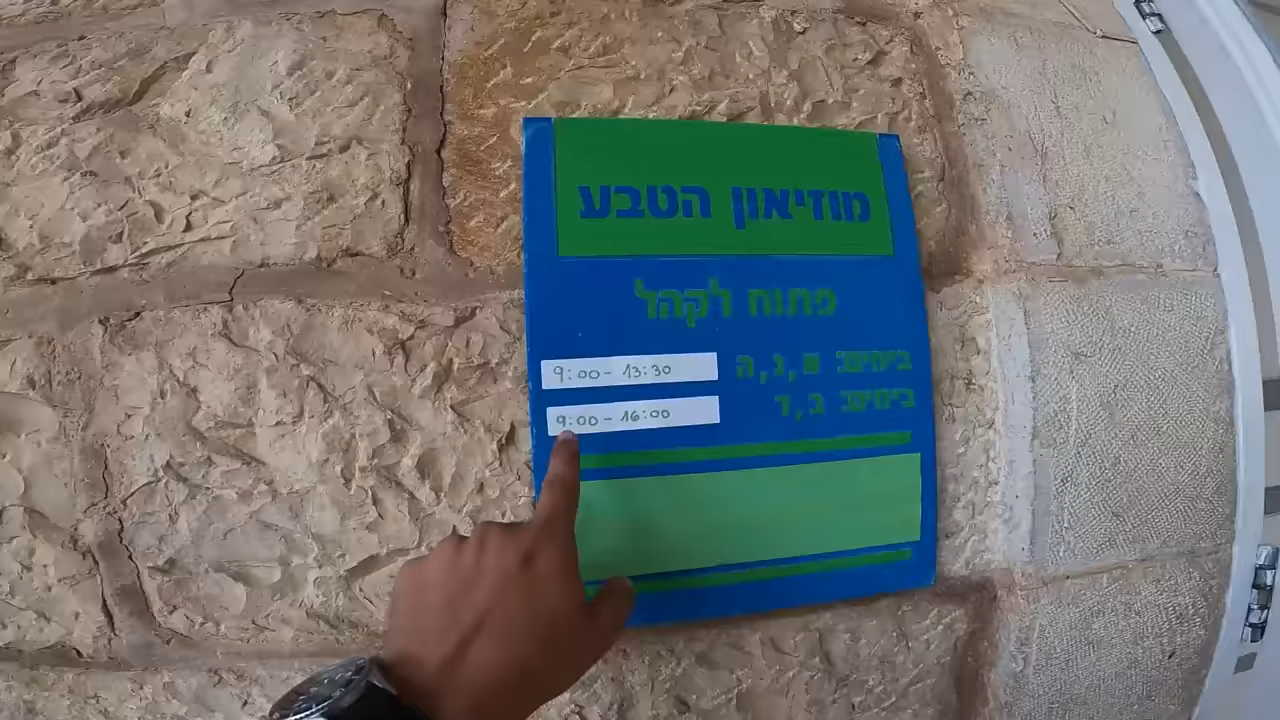 מוזיאון הטבע
פתוח לקהל
בימים: א,ג,ה 9:00 - 13:30
בימים: ב,ד 9:00 - 16:00